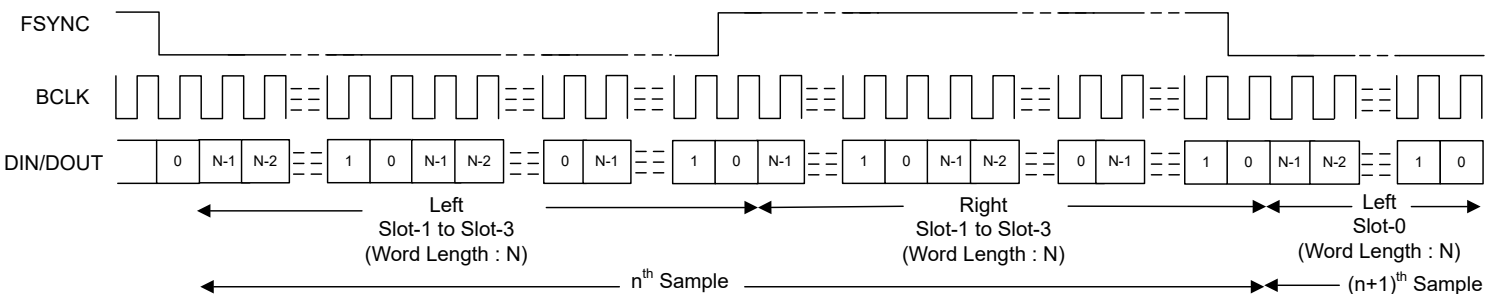 FSYNC
BCLK
DIN/DOUT 0 N-1 N-2 1 0 N-1 N-2 0 N-1 1 0 N-1 1 0 N-1 N-2 0 N-1 1 0 N-1 N-2 1 0
Left Right Left
Slot-1 to Slot-3 Slot-1 to Slot-3 Slot-0
(Word Length : N) (Word Length : N) (Word Length : N)
nth Sample (n+1)th Sample